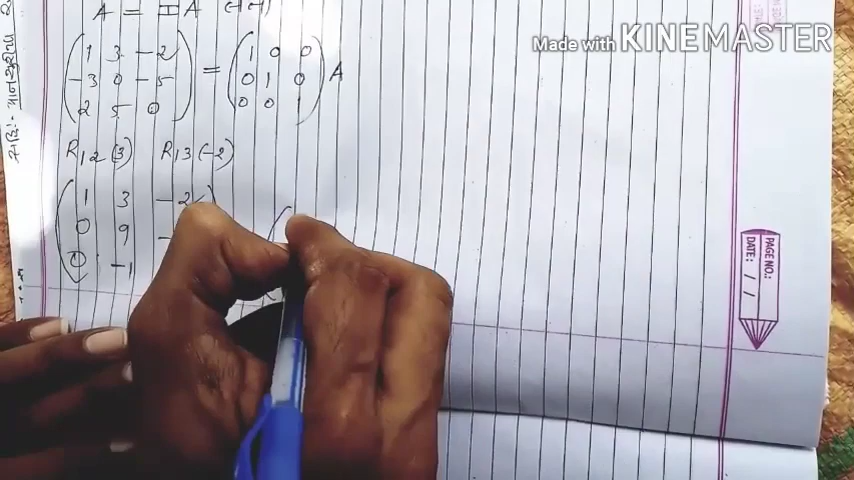 Made with KINEMASTER
A = IA
( 1 3 -2 ) = ( 1 0 0 ) A
( -3 0 -5 ) ( 0 1 0 )
( 2 5 0 ) ( 0 0 1 )
R12 (3) R13 (-2)
( 1 3 -2 )
0 9 -
0 -1
PAGE NO.:
DATE: / /